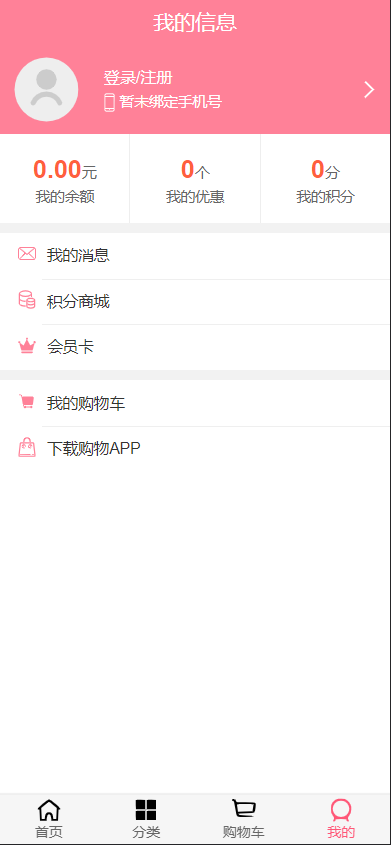 我的信息
登录/注册
暂未绑定手机号
0.00元 0个 0分
我的余额 我的优惠 我的积分
我的消息
积分商城
会员卡
我的购物车
下载购物APP
首页 分类 购物车 我的